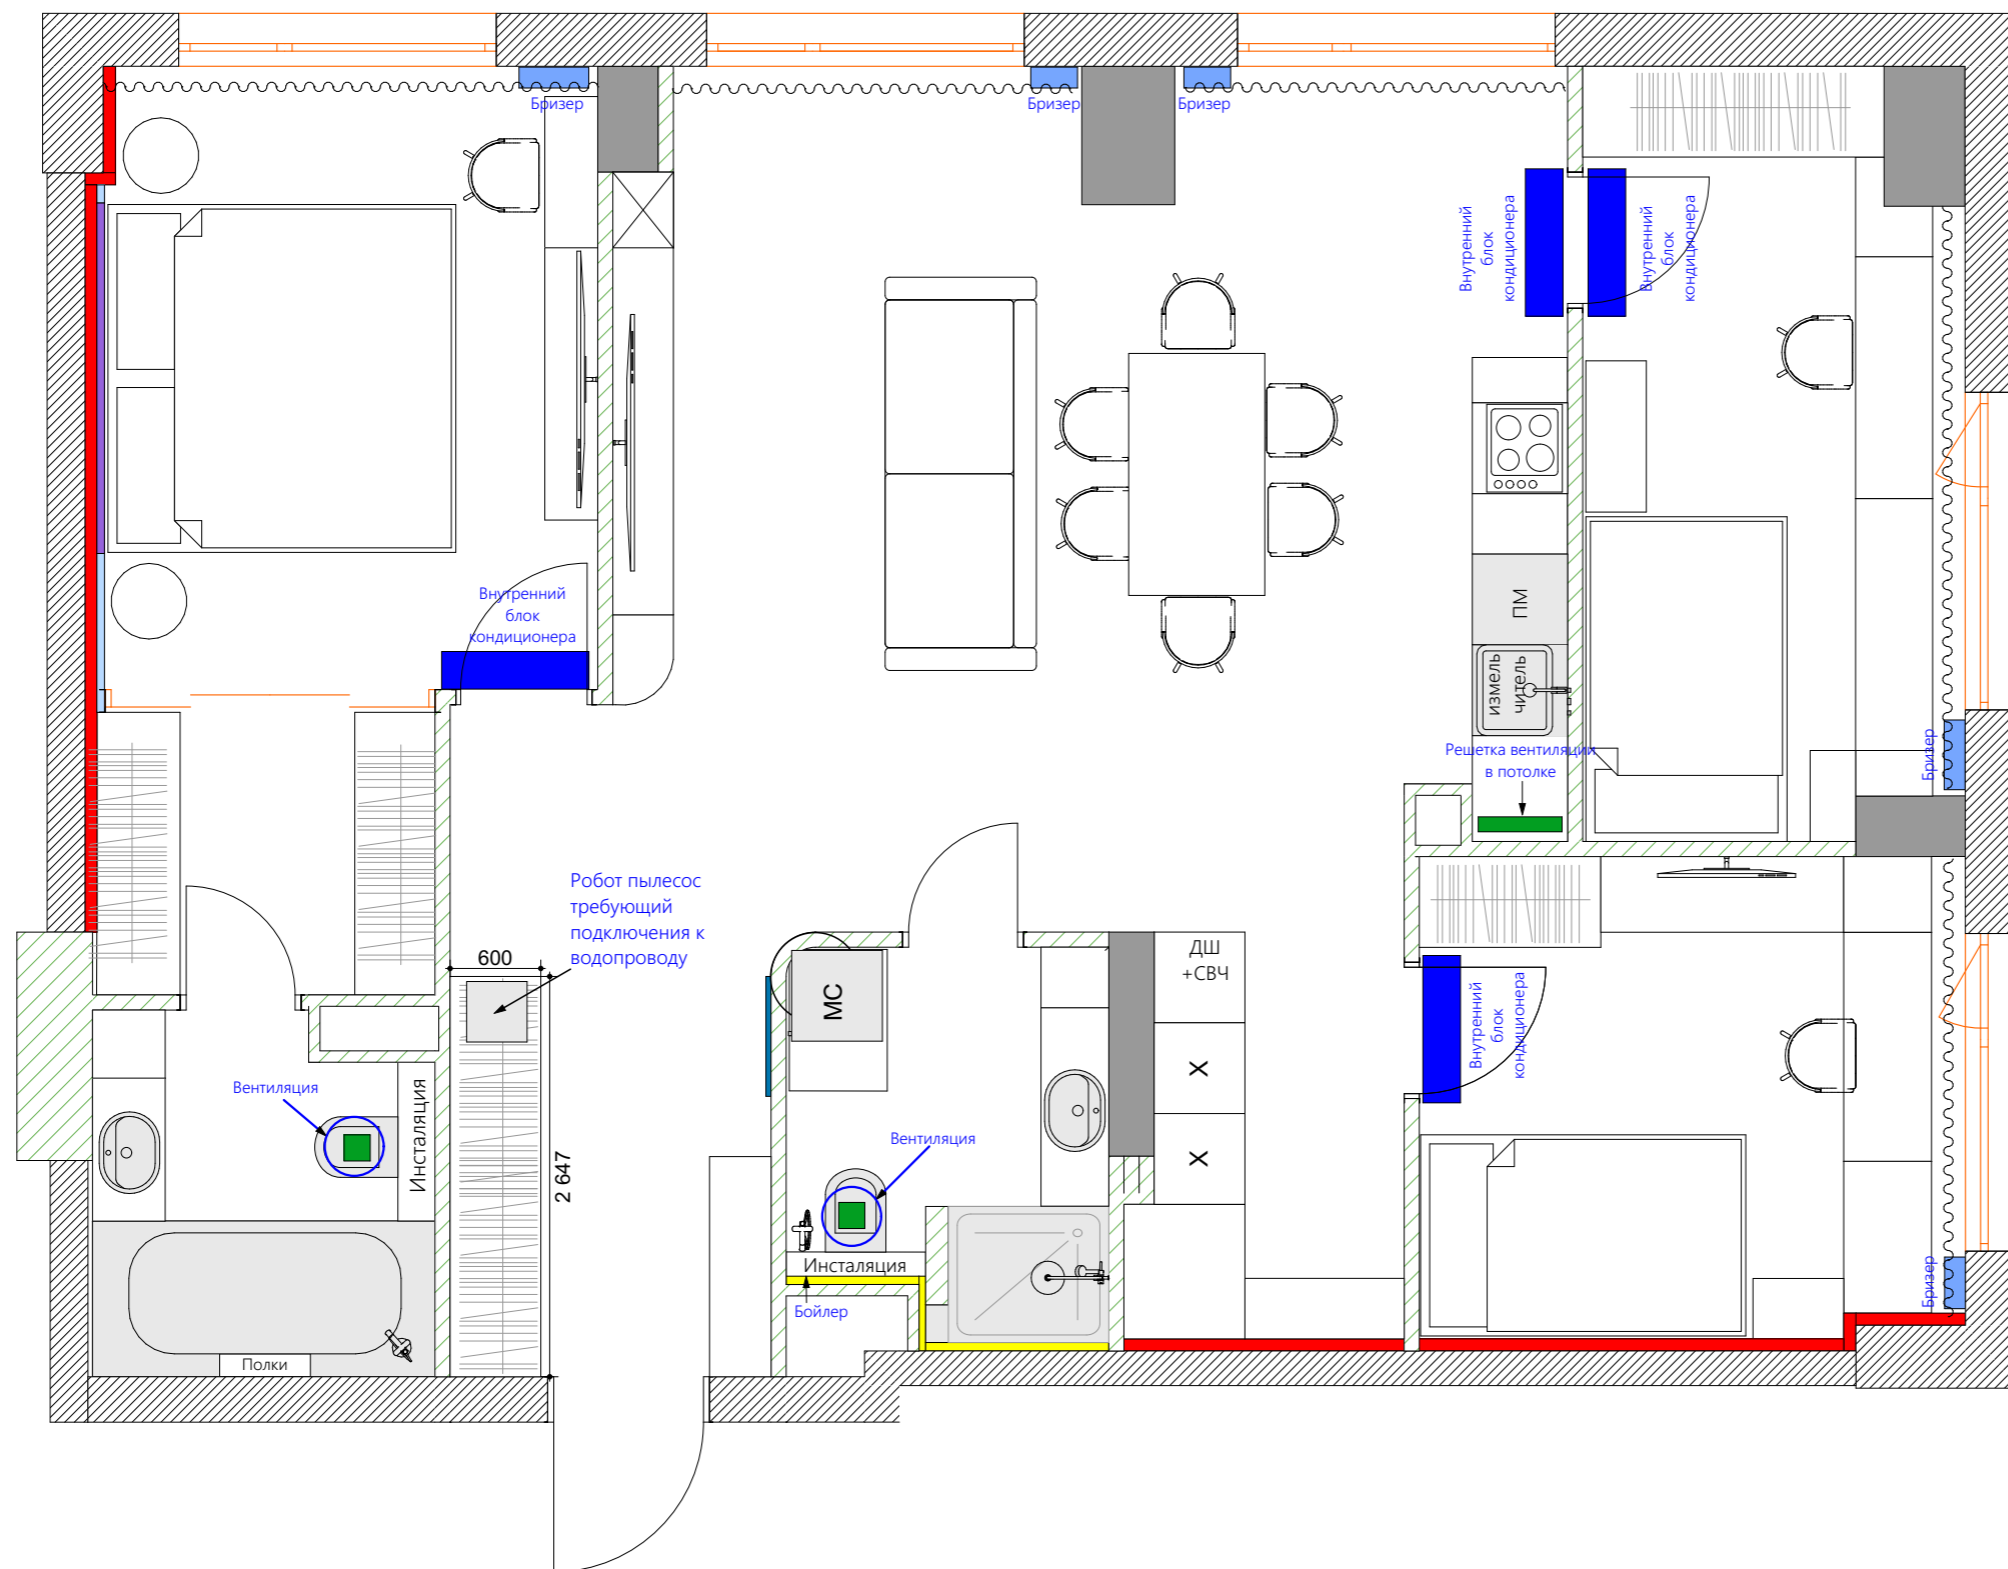 Бризер
Бризер
Бризер
Внутренний
блок
кондиционера
Внутренний
блок
кондиционера
Внутренний
блок
кондиционера
ПМ
измель
читель
Решетка вентиляции
в потолке
Бризер
Робот пылесос
требующий
подключения к
водопроводу
600
2 647
МС
ДШ
+СВЧ
X
X
Внутренний
блок
кондиционера
Вентиляция
Инсталяция
Вентиляция
Инсталяция
Бойлер
Полки
Бризер